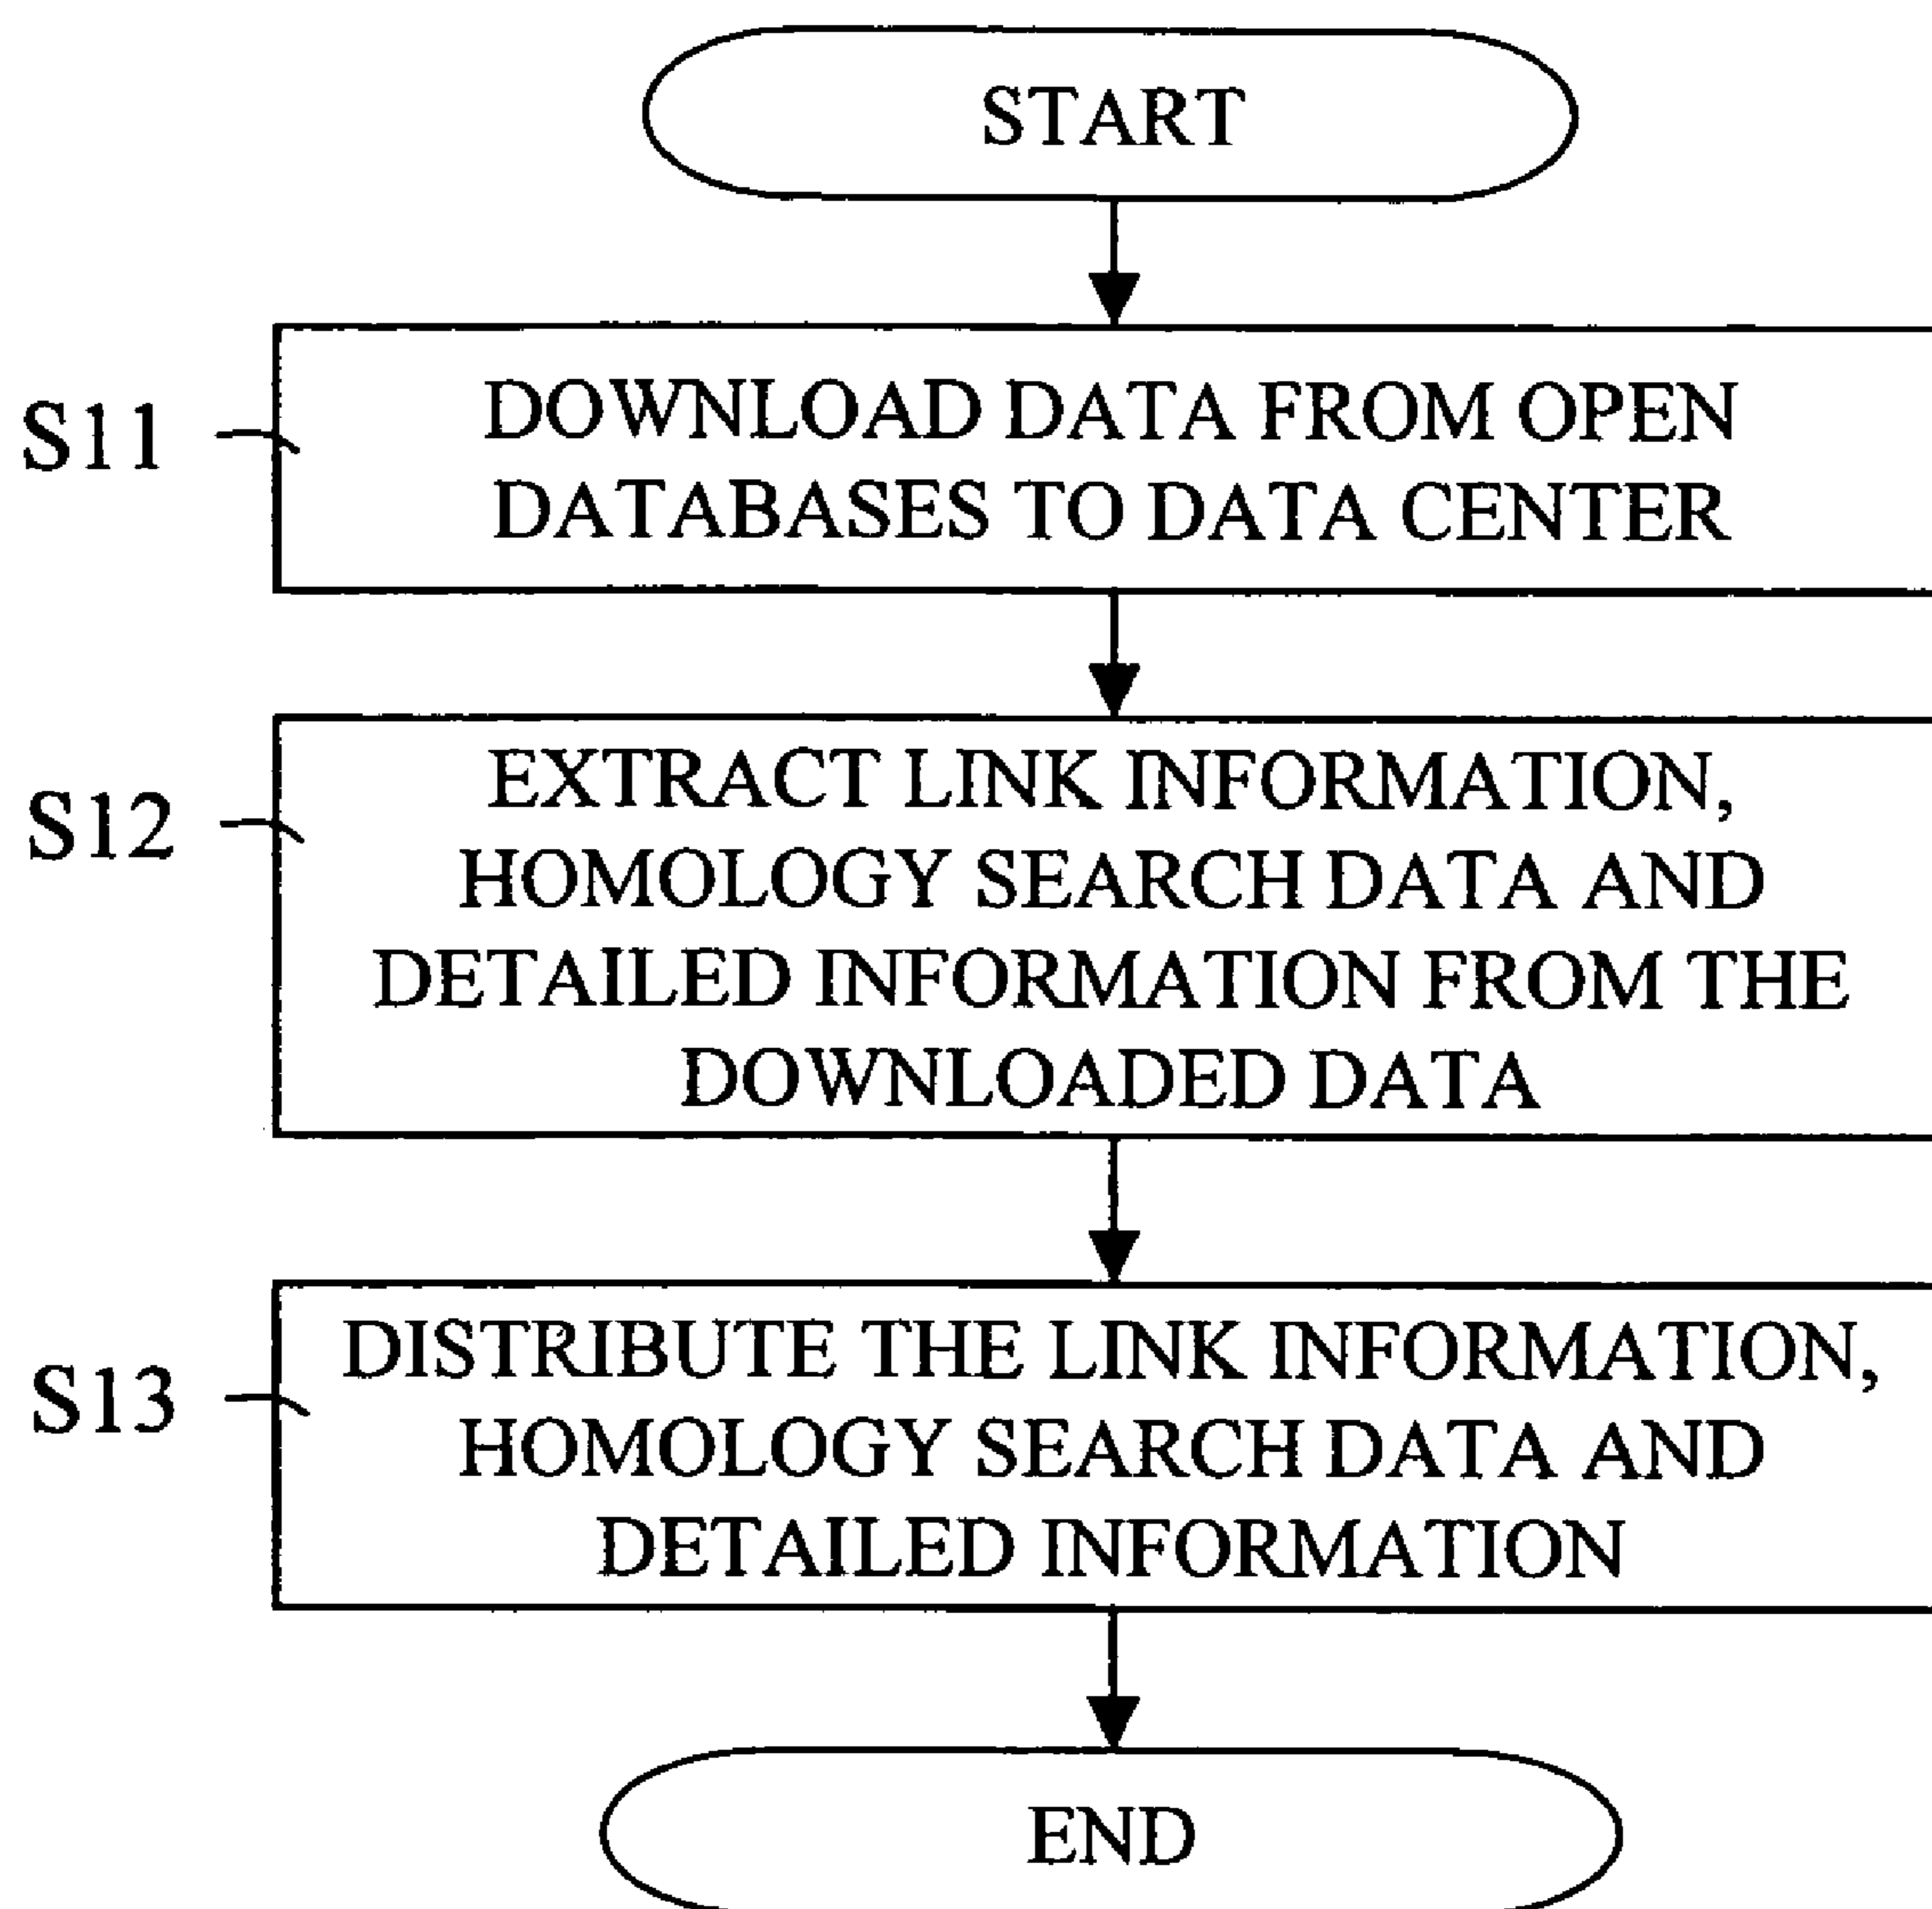 START
S11
DOWNLOAD DATA FROM OPEN
DATABASES TO DATA CENTER
S12
EXTRACT LINK INFORMATION,
HOMOLOGY SEARCH DATA AND
DETAILED INFORMATION FROM THE
DOWNLOADED DATA
S13
DISTRIBUTE THE LINK INFORMATION,
HOMOLOGY SEARCH DATA AND
DETAILED INFORMATION
END